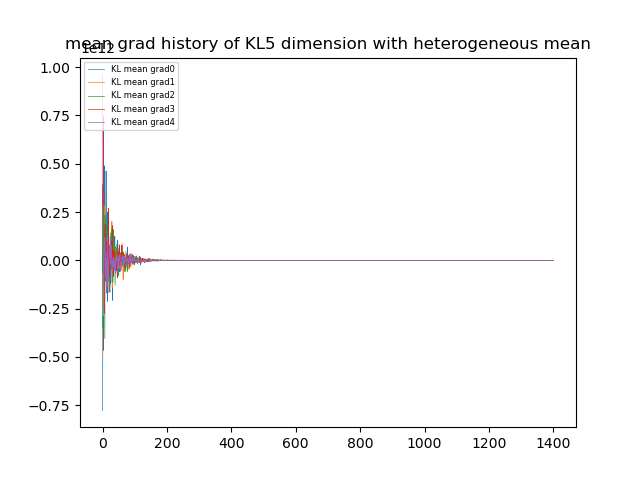 mean grad history of KL5 dimension with heterogeneous mean
1e12
1.00
0.75
0.50
0.25
0.00
−0.25
−0.50
−0.75
KL mean grad0
KL mean grad1
KL mean grad2
KL mean grad3
KL mean grad4
0 200 400 600 800 1000 1200 1400